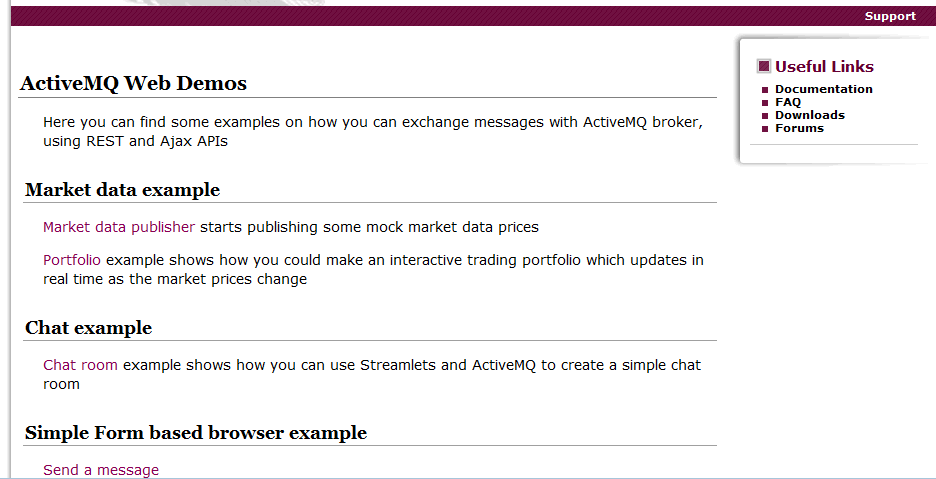 Support
ActiveMQ Web Demos
Here you can find some examples on how you can exchange messages with ActiveMQ broker,
using REST and Ajax APIs
Market data example
Market data publisher starts publishing some mock market data prices
Portfolio example shows how you could make an interactive trading portfolio which updates in
real time as the market prices change
Chat example
Chat room example shows how you can use Streamlets and ActiveMQ to create a simple chat
room
Simple Form based browser example
Send a message
Useful Links
Documentation
FAQ
Downloads
Forums